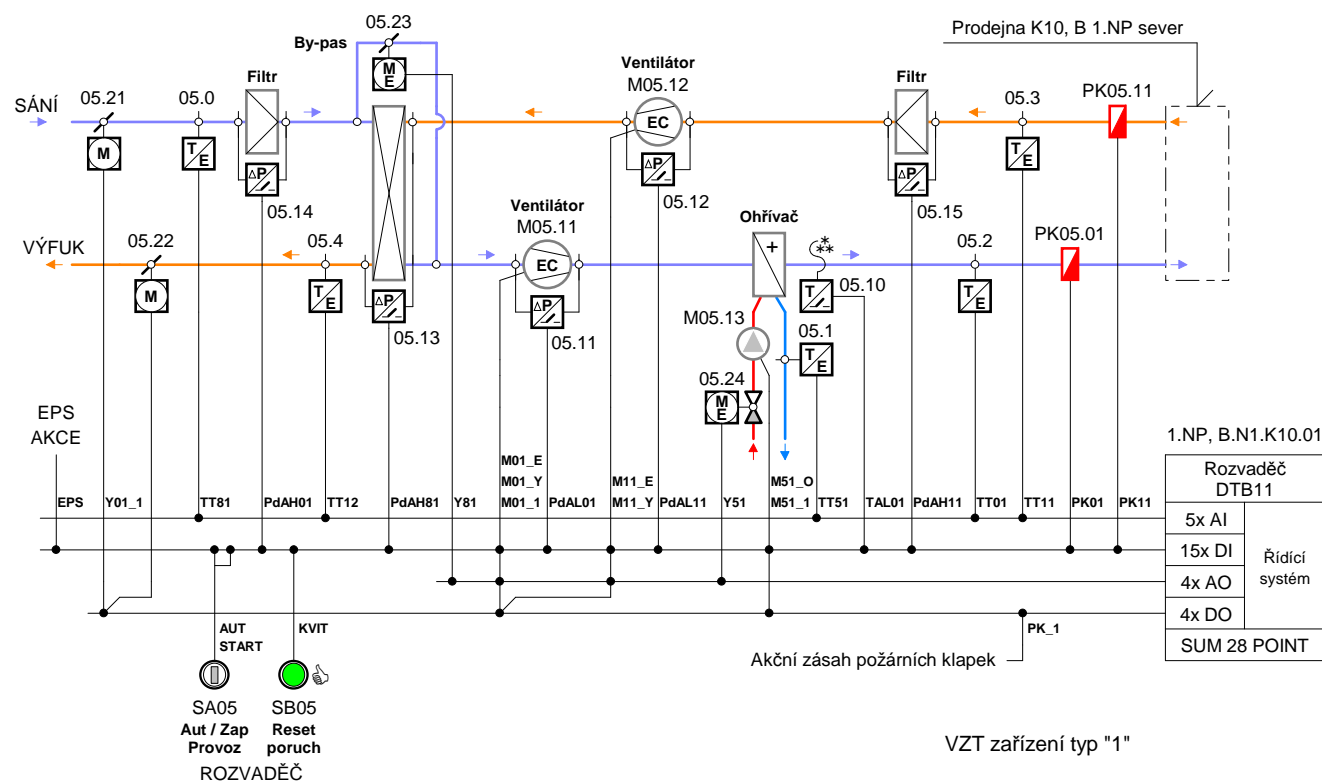 05.23
By-pas
M
E
Prodejna K10, B 1.NP sever
Ventilátor
M05.12
Filtr
Filtr
SÁNÍ
05.21
05.0
05.3
PK05.11
EC
M
T
E
ΔP
05.14
ΔP
05.12
ΔP
05.15
T
E
Ventilátor
M05.11
Ohřívač
VÝFUK
05.22
05.4
EC
+
***
05.2
PK05.01
M
T
E
ΔP
05.13
ΔP
05.11
T
05.10
T
E
M05.13
05.1
T
E
05.24
M
E
EPS
AKCE
1.NP, B.N1.K10.01
EPS
Y01_1
TT81
PdAH01
TT12
PdAH81
Y81
M01_E
M01_Y
M01_1
PdAL01
M11_E
M11_Y
PdAL11
Y51
M51_O
M51_1
TT51
TAL01
PdAH11
TT01
TT11
PK01
PK11
Rozvaděč
DTB11
5x AI
15x DI
4x AO
4x DO
Řídící
systém
SUM 28 POINT
AUT
START
KVIT
PK_1
Akční zásah požárních klapek
SA05
Aut / Zap
Provoz
SB05
Reset
poruch
ROZVADĚČ
VZT zařízení typ "1"